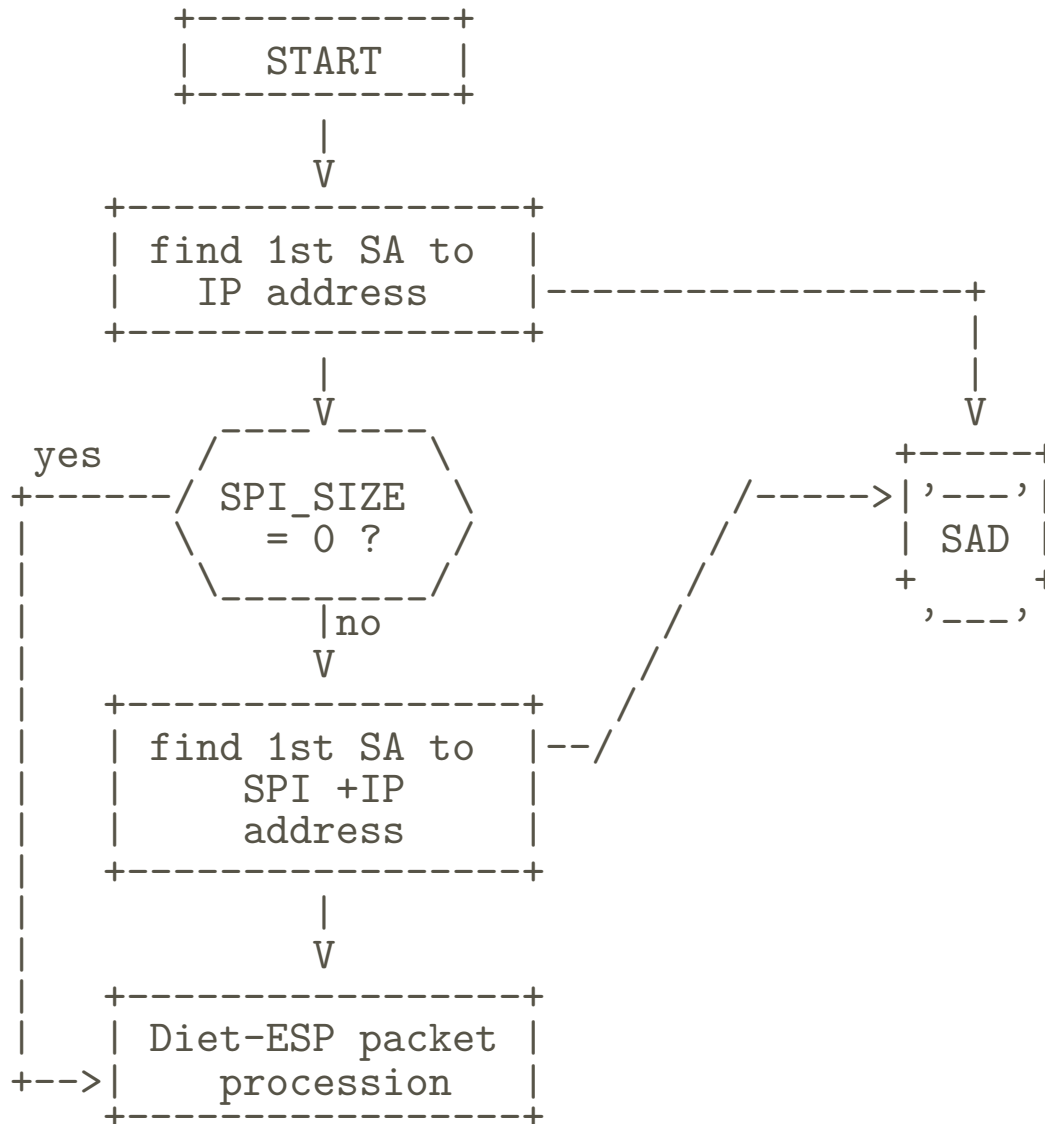 START
find 1st SA to
IP address
yes
SPI_SIZE
= 0 ?
SAD
no
find 1st SA to
SPI +IP
address
Diet-ESP packet
procession